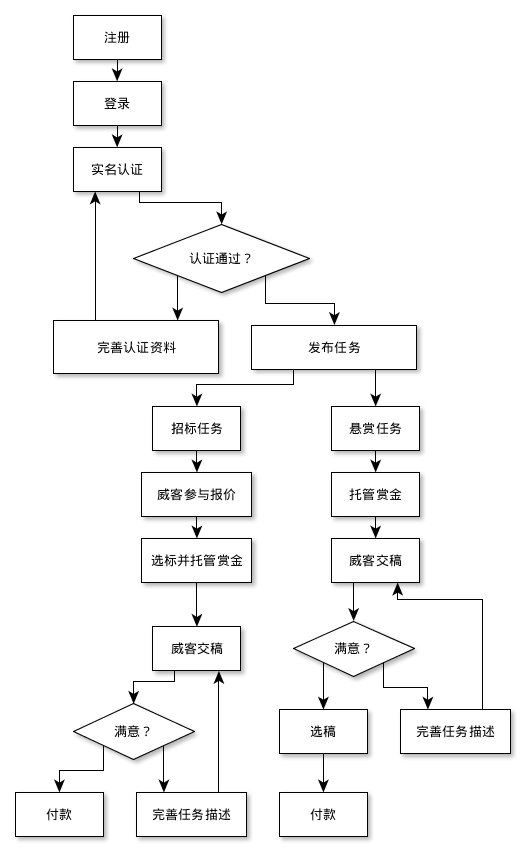 注册
登录
实名认证
认证通过？
完善认证资料
发布任务
招标任务
悬赏任务
威客参与报价
托管赏金
选标并托管赏金
威客交稿
威客交稿
满意？
满意？
选稿
完善任务描述
付款
完善任务描述
付款